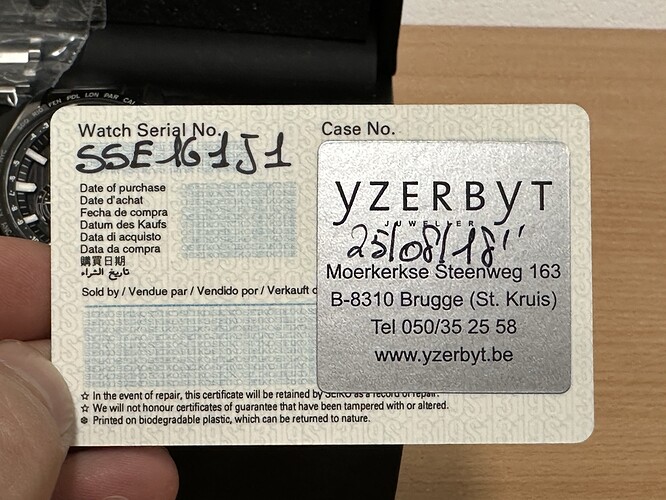 FEN PDL LON PAR CAI
Watch Serial No.
Case No.
SSE161J1
Date of purchase
Date d'achat
Fecha de compra
Datum des Kaufs
Data di acquisto
Data da compra
購買日期
تاريخ الشراء
Sold by / Vendue par / Vendido por / Verkauft
YZERBYT
JUWELIER
25/08/18"
Moerkerkse Steenweg 163
B-8310 Brugge (St. Kruis)
Tel 050/35 25 58
www.yzerbyt.be
☆ In the event of repair, this certificate will be retained by SEIKO as a record of repair.
☆ We will not honour certificates of guarantee that have been tampered with or altered.
❆ Printed on biodegradable plastic, which can be returned to nature.